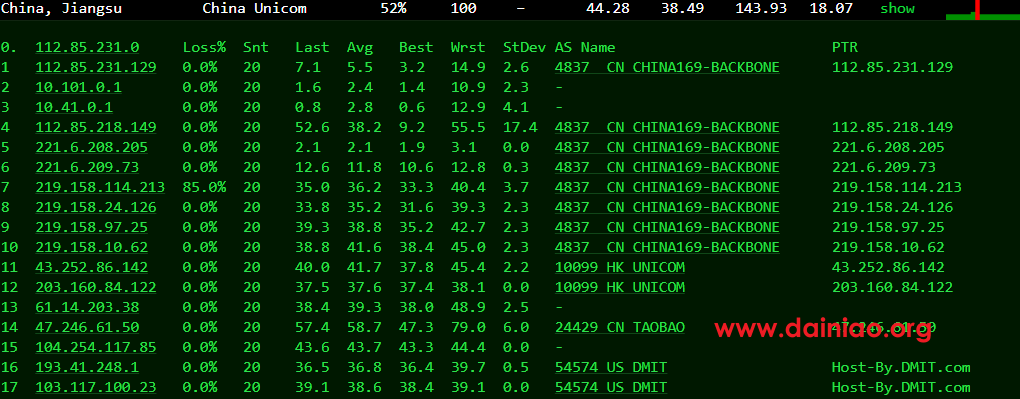 China, Jiangsu China Unicom 52% 100 – 44.28 38.49 143.93 18.07 show
0. 112.85.231.0 Loss% Snt Last Avg Best Wrst StDev AS Name PTR
1 112.85.231.129 0.0% 20 7.1 5.5 3.2 14.9 2.6 4837 CN CHINA169-BACKBONE 112.85.231.129
2 10.101.0.1 0.0% 20 1.6 2.4 1.4 10.9 2.3 -
3 10.41.0.1 0.0% 20 0.8 2.8 0.6 12.9 4.1 -
4 112.85.218.149 0.0% 20 52.6 38.2 9.2 55.5 17.4 4837 CN CHINA169-BACKBONE 112.85.218.149
5 221.6.208.205 0.0% 20 2.1 2.1 1.9 3.1 0.0 4837 CN CHINA169-BACKBONE 221.6.208.205
6 221.6.209.73 0.0% 20 12.6 11.8 10.6 12.8 0.3 4837 CN CHINA169-BACKBONE 221.6.209.73
7 219.158.114.213 85.0% 20 35.0 36.2 33.3 40.4 3.7 4837 CN CHINA169-BACKBONE 219.158.114.213
8 219.158.24.126 0.0% 20 33.8 35.2 31.6 39.3 2.3 4837 CN CHINA169-BACKBONE 219.158.24.126
9 219.158.97.25 0.0% 20 39.3 38.8 35.2 42.7 2.3 4837 CN CHINA169-BACKBONE 219.158.97.25
10 219.158.10.62 0.0% 20 38.8 41.6 38.4 45.0 2.3 4837 CN CHINA169-BACKBONE 219.158.10.62
11 43.252.86.142 0.0% 20 40.0 41.7 37.8 45.4 2.2 10099 HK UNICOM 43.252.86.142
12 203.160.84.122 0.0% 20 37.5 37.6 37.4 38.1 0.0 10099 HK UNICOM 203.160.84.122
13 61.14.203.38 0.0% 20 38.4 39.3 38.0 48.9 2.5 -
14 47.246.61.50 0.0% 20 57.4 58.7 47.3 79.0 6.0 24429 CN TAOBAO 47.246.61.50
www.dainiao.org
15 104.254.117.85 0.0% 20 43.6 43.7 43.3 44.4 0.0 -
16 193.41.248.1 0.0% 20 36.5 36.8 36.4 39.7 0.5 54574 US DMIT Host-By.DMIT.com
17 103.117.100.23 0.0% 20 39.1 38.6 38.4 39.1 0.0 54574 US DMIT Host-By.DMIT.com